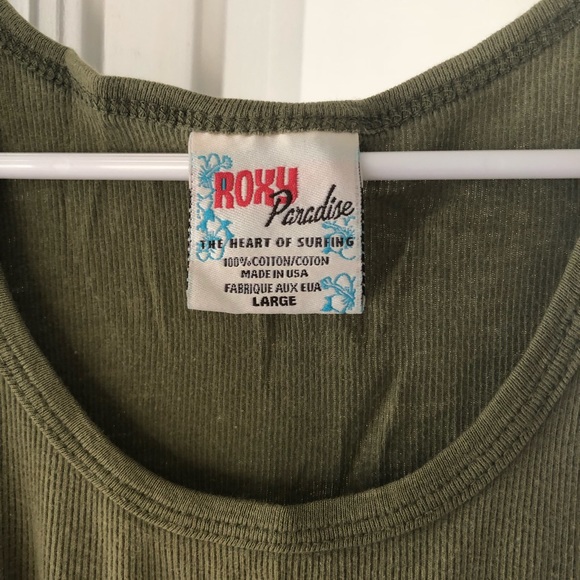 ROXY
Paradise
THE HEART OF SURFING
100% COTTON/COTON
MADE IN USA
FABRIQUE AUX EUA
LARGE